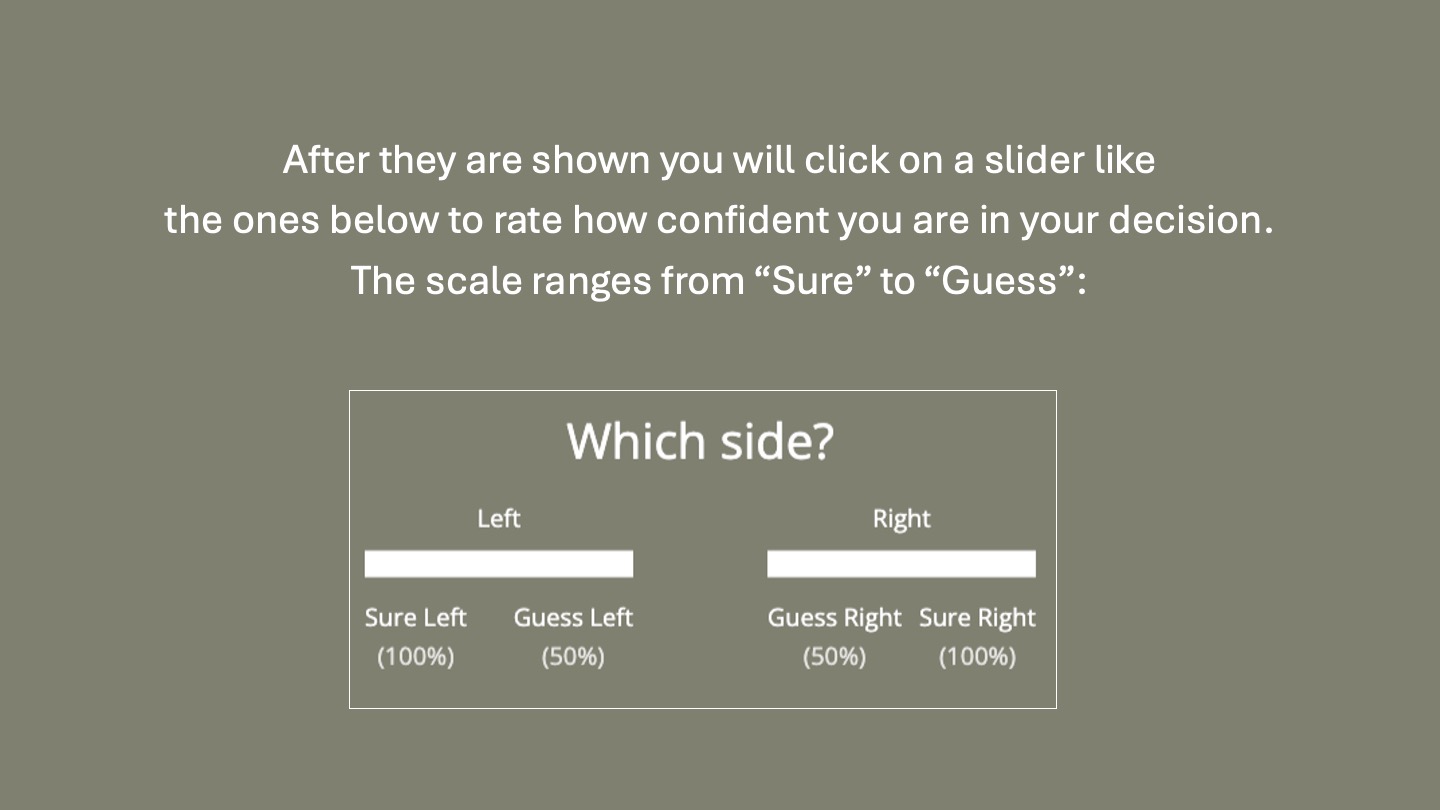 After they are shown you will click on a slider like
the ones below to rate how confident you are in your decision.
The scale ranges from “Sure” to “Guess”:
Which side?
Left
Right
Sure Left
Guess Left
Guess Right
Sure Right
(100%)
(50%)
(50%)
(100%)